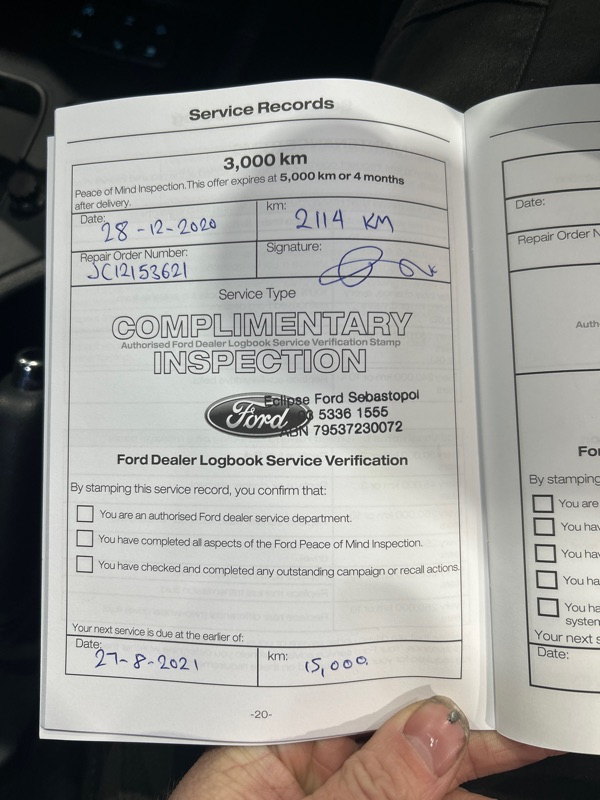 Service Records
3,000 km
Peace of Mind Inspection.This offer expires at 5,000 km or 4 months
after delivery.
Date:
28-12-2020
km:
2114 KM
Repair Order Number:
JC12153621
Signature:
Service Type
COMPLIMENTARY
Authorised Ford Dealer Logbook Service Verification Stamp
INSPECTION
Ford
Eclipse Ford Sebastopol
5336 1555
ABN 79537230072
Ford Dealer Logbook Service Verification
By stamping this service record, you confirm that:
You are an authorised Ford dealer service department.
You have completed all aspects of the Ford Peace of Mind Inspection.
You have checked and completed any outstanding campaign or recall actions.
Your next service is due at the earlier of:
Date:
27-8-2021
km:
15,000.
-20-
Date:
Repair Order N
Auth
Fo
By stamping
You are
You hav
You hav
You ha
You ha
system
Your next s
Date: